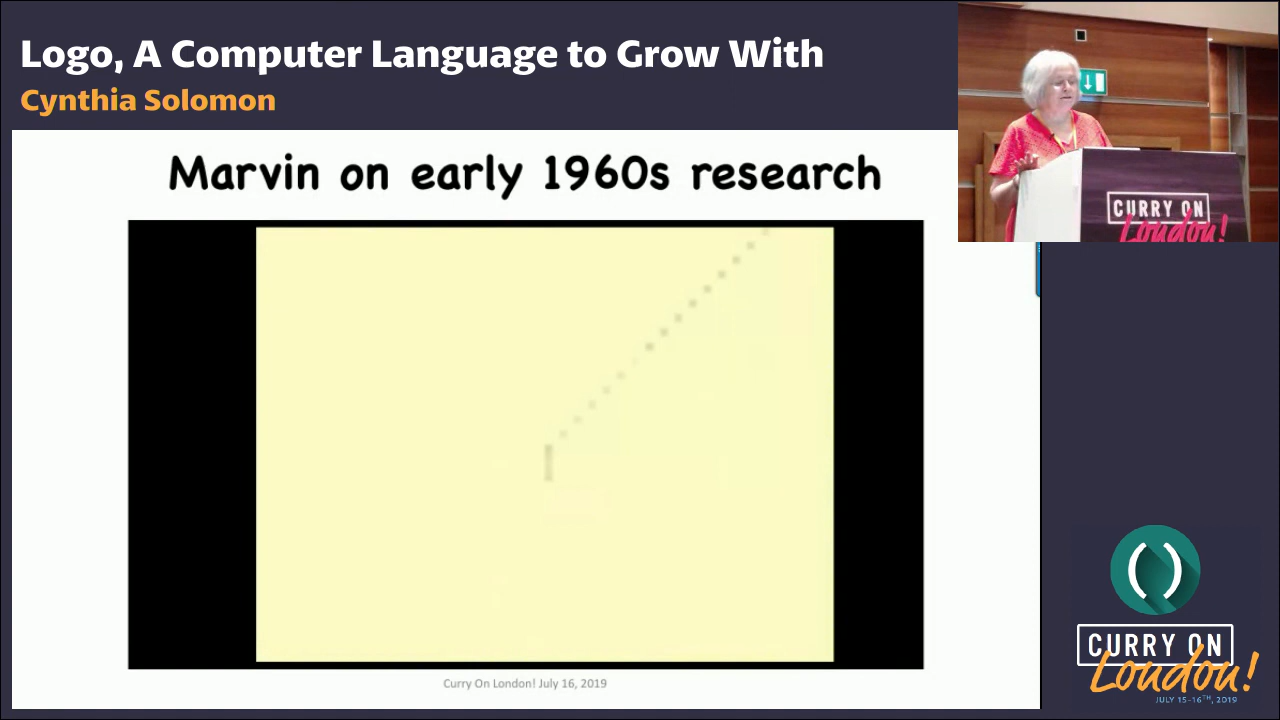 Logo, A Computer Language to Grow With
Cynthia Solomon
Marvin on early 1960s research
CURRY ON
London!
Curry On London! July 16, 2019
( )
CURRY ON
London!
JULY 15-16TH, 2019